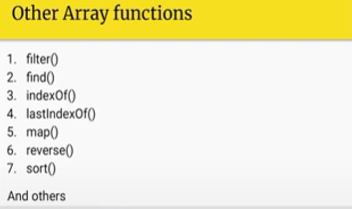 Other Array functions
1. filter()
2. find()
3. indexOf()
4. lastIndexOf()
5. map()
6. reverse()
7. sort()
And others